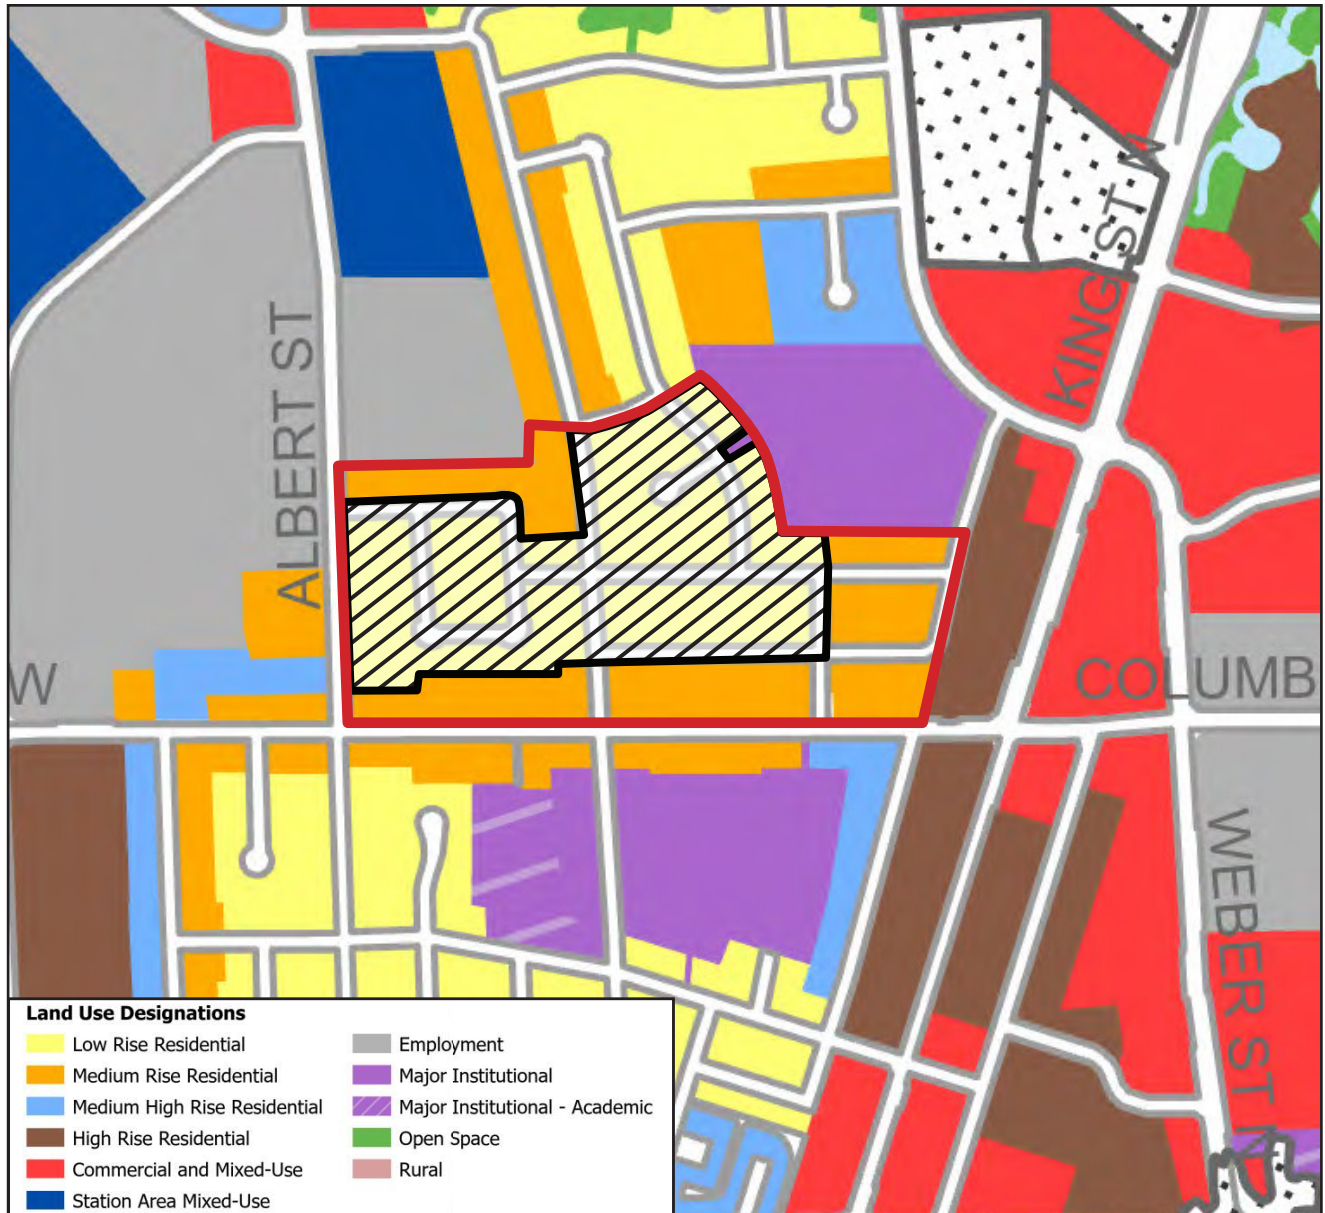 KING ST N
ALBERT ST
W
COLUMB
WEBER ST N
Land Use Designations
Low Rise Residential
Medium Rise Residential
Medium High Rise Residential
High Rise Residential
Commercial and Mixed-Use
Station Area Mixed-Use
Employment
Major Institutional
Major Institutional - Academic
Open Space
Rural